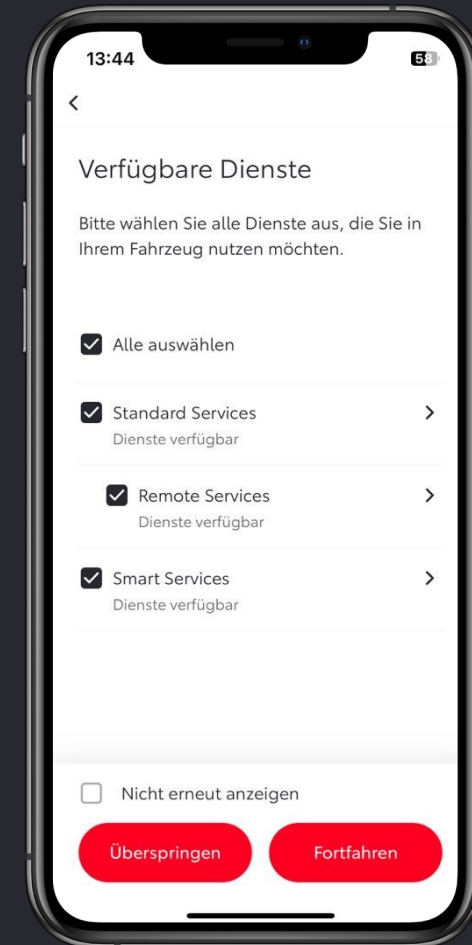 13:44
58
Verfügbare Dienste
Bitte wählen Sie alle Dienste aus, die Sie in
Ihrem Fahrzeug nutzen möchten.
Alle auswählen
Standard Services
Dienste verfügbar
Remote Services
Dienste verfügbar
Smart Services
Dienste verfügbar
Nicht erneut anzeigen
Überspringen
Fortfahren